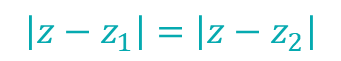 |z − z₁| = |z − z₂|